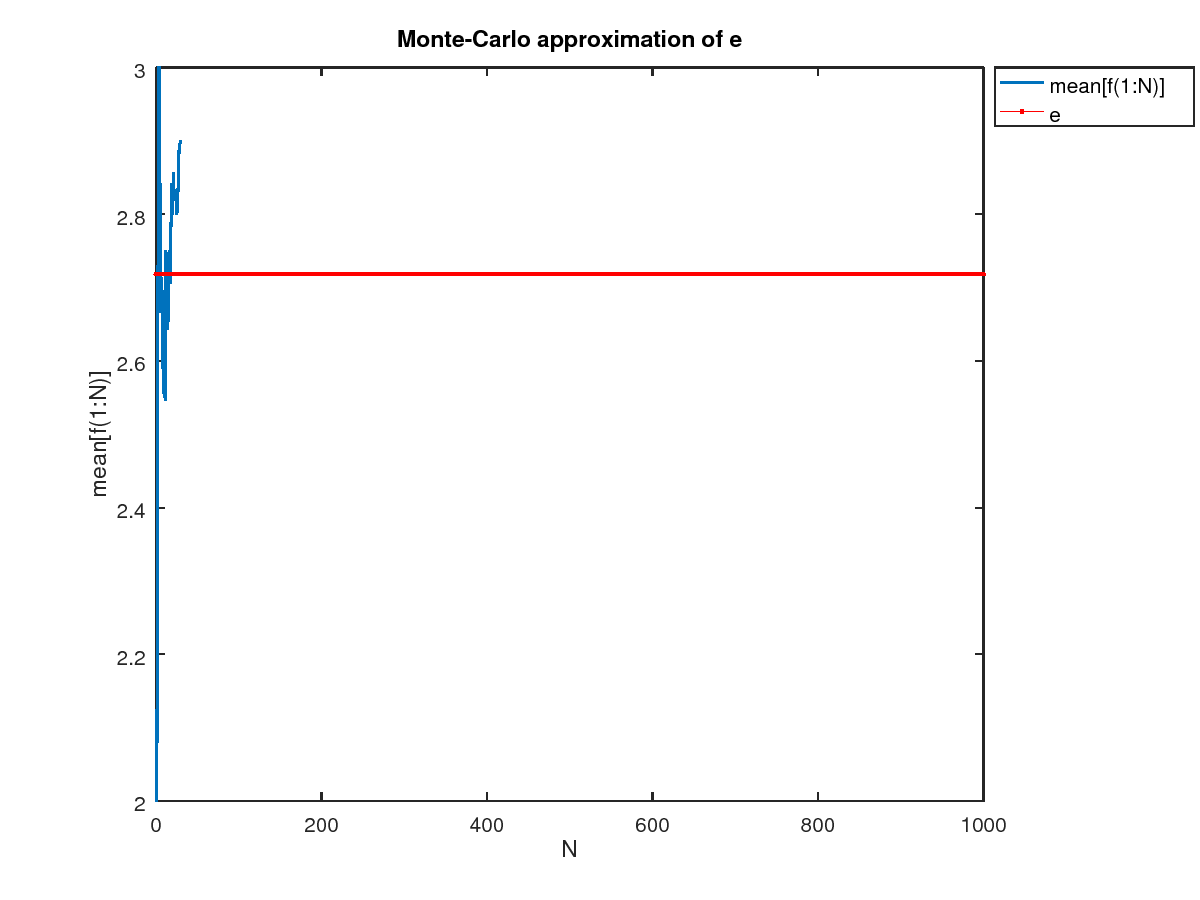 Monte-Carlo approximation of e
mean[f(1:N)]
e
3
2.8
2.6
2.4
2.2
2
mean[f(1:N)]
0
200
400
600
800
1000
N